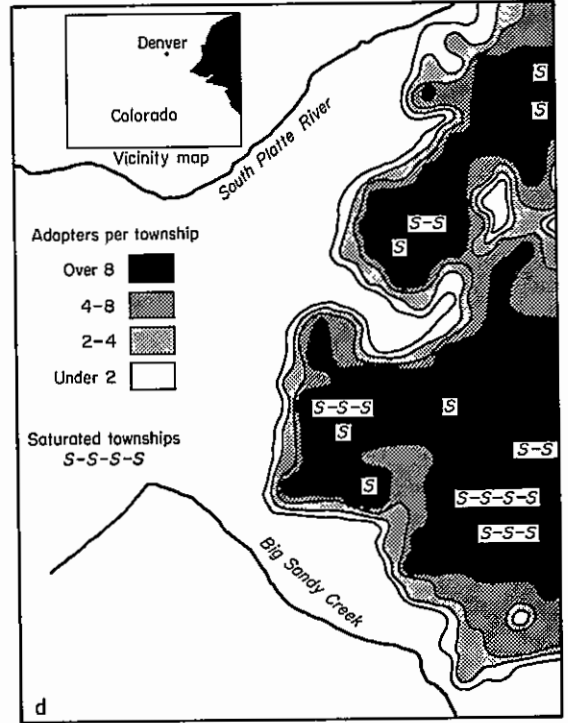 Denver
Colorado
Vicinity map
South Platte River
Adopters per township
Over 8
4-8
2-4
Under 2
Saturated townships
S-S-S-S
S
S
S-S
S
S-S-S
S
S
S-S
S
S-S-S-S
S-S-S
Big Sandy Creek
d